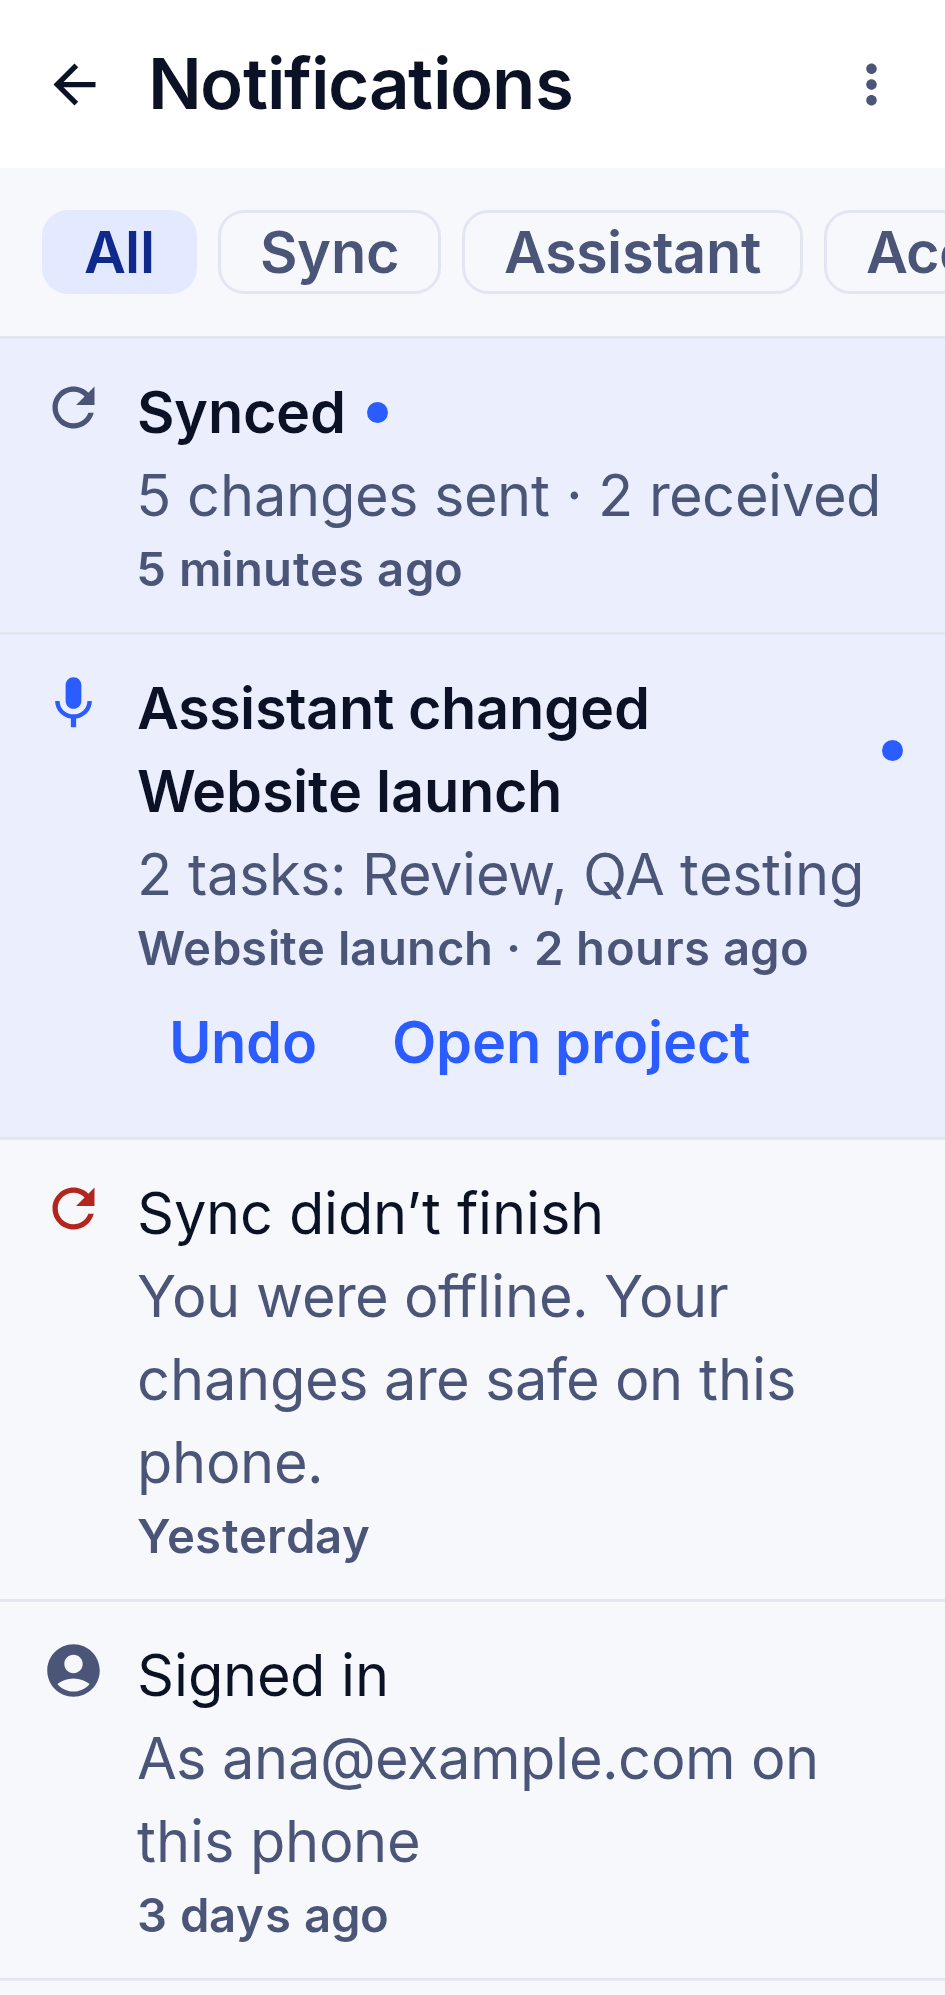 Notifications
All
Sync
Assistant
Synced
5 changes sent · 2 received
5 minutes ago
Assistant changed
Website launch
2 tasks: Review, QA testing
Website launch · 2 hours ago
Undo
Open project
Sync didn’t finish
You were offline. Your
changes are safe on this
phone.
Yesterday
Signed in
As ana@example.com on
this phone
3 days ago